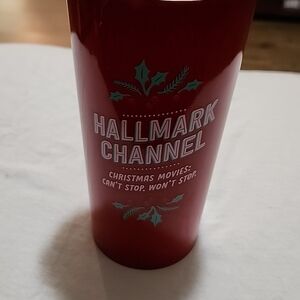 HALLMARK
CHANNEL
CHRISTMAS MOVIES:
CAN'T STOP. WON'T STOP.